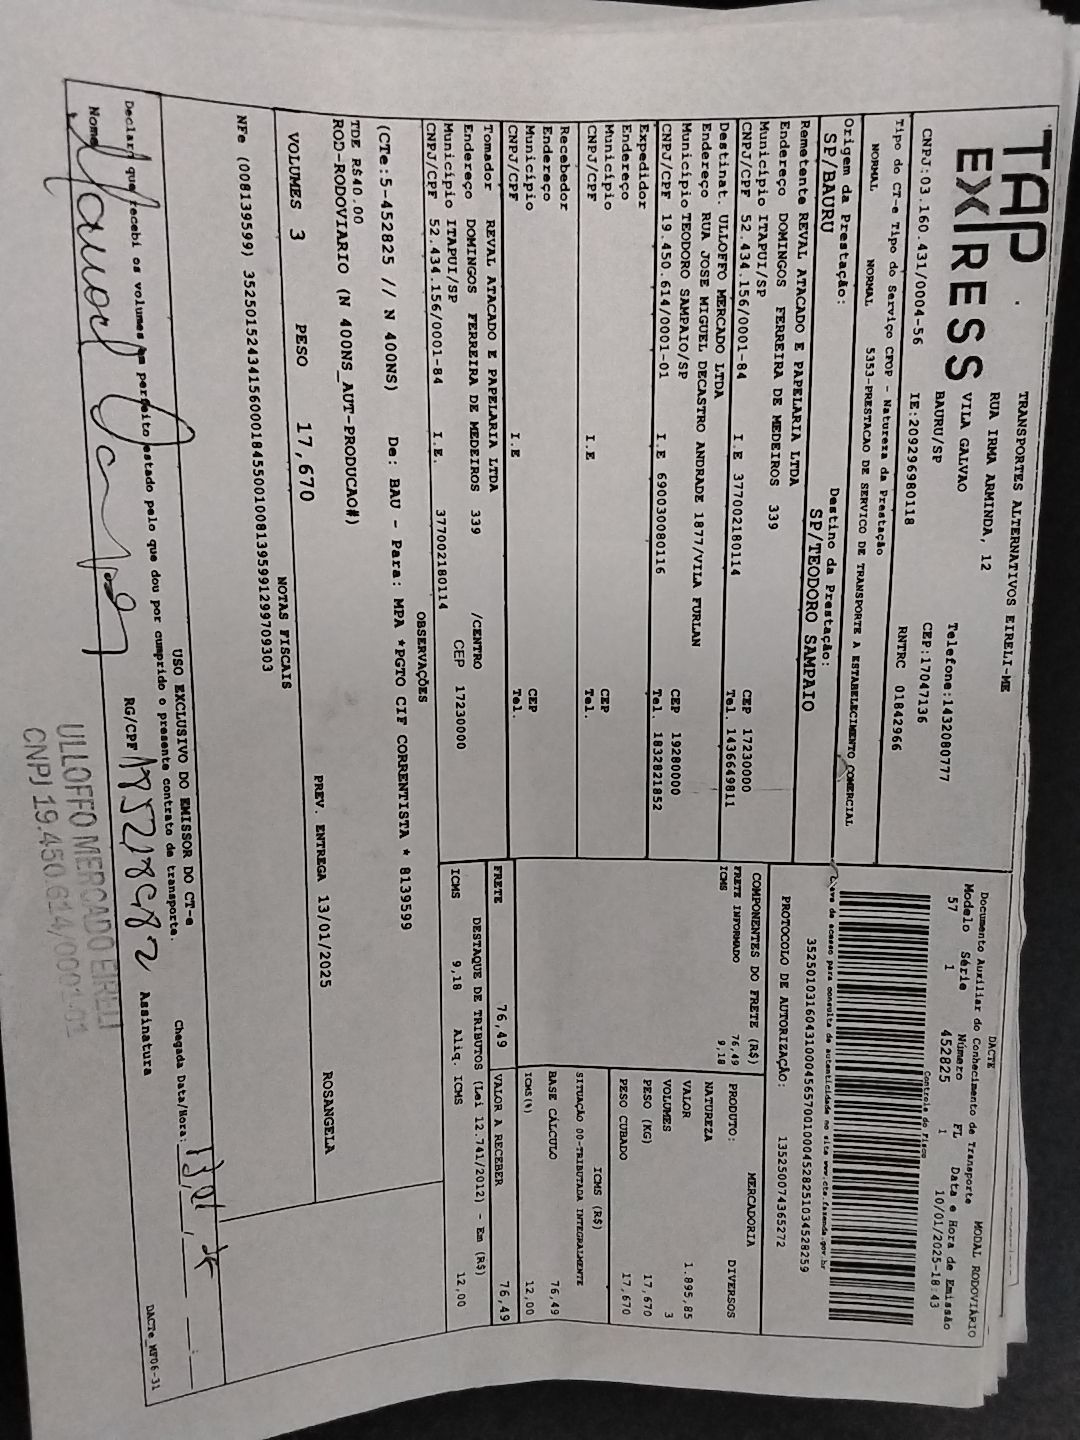 TAP
EXPRESS
TRANSPORTES ALTERNATIVOS EIRELI-ME
RUA IRMA ARMINDA, 12
VILA GALVAO
BAURU/SP
Telefone:1432080777
CEP:17047136
CNPJ:03.160.431/0004-56 IE:209296980118 RNTRC 01842966
DACTE
Documento Auxiliar do Conhecimento de Transporte MODAL RODOVIÁRIO
Modelo Série Número FL Data e Hora de Emissão
57 1 452825 1 10/01/2025-18:43
Controle do Fisco
Tipo do CT-e Tipo do Serviço CFOP - Natureza da Prestação
NORMAL NORMAL 5353-PRESTACAO DE SERVICO DE TRANSPORTE A ESTABELECIMENTO COMERCIAL
Chave de acesso para consulta de autenticidade no site www.cte.fazenda.gov.br
35250103160431000456570010004528251034528259
Origem da Prestação: Destino da Prestação:
SP/BAURU SP/TEODORO SAMPAIO
PROTOCOLO DE AUTORIZAÇÃO: 135250074365272
Remetente REVAL ATACADO E PAPELARIA LTDA
Endereço DOMINGOS FERREIRA DE MEDEIROS 339
Município ITAPUI/SP CEP 17230000
CNPJ/CPF 52.434.156/0001-84 I.E 377002180114 Tel. 1436649811
Destinat. ULLOFFO MERCADO LTDA
Endereço RUA JOSE MIGUEL DECASTRO ANDRADE 1877/VILA FURLAN
Município TEODORO SAMPAIO/SP CEP 19280000
CNPJ/CPF 19.450.614/0001-01 I.E 690030080116 Tel. 1832821852
Expedidor
Endereço
Município CEP
CNPJ/CPF I.E Tel.
Recebedor
Endereço
Município CEP
CNPJ/CPF I.E Tel.
Tomador REVAL ATACADO E PAPELARIA LTDA
Endereço DOMINGOS FERREIRA DE MEDEIROS 339 /CENTRO
Município ITAPUI/SP CEP 17230000
CNPJ/CPF 52.434.156/0001-84 I.E. 377002180114
COMPONENTES DO FRETE (R$)
FRETE INFORMADO 76,49
ICMS 9,18
MERCADORIA
PRODUTO: DIVERSOS
NATUREZA
VALOR 1.895,85
VOLUMES 3
PESO (KG) 17,670
PESO CUBADO 17,670
ICMS (R$)
SITUAÇÃO 00-TRIBUTADA INTEGRALMENTE
BASE CÁLCULO 76,49
ICMS(%) 12,00
FRETE 76,49 VALOR A RECEBER 76,49
DESTAQUE DE TRIBUTOS (Lei 12.741/2012) - Em (R$)
ICMS 9,18 Aliq. ICMS 12,00
OBSERVAÇÕES
(CTe:5-452825 // N 400NS) De: BAU - Para: MPA *PGTO CIF CORRENTISTA * 8139599
TDE R$40.00
ROD-RODOVIARIO (N 400NS_AUT-PRODUCAO#)
VOLUMES 3 PESO 17,670 PREV. ENTREGA 13/01/2025 ROSANGELA
NOTAS FISCAIS
NFe (008139599) 35250152434156000184550010081395991299709303
USO EXCLUSIVO DO EMISSOR DO CT-e
Declaro que recebi os volumes em perfeito estado pelo que dou por cumprido o presente contrato de transporte.
Chegada Data/Hora:
Nome RG/CPF Assinatura
ULLOFFO MERCADO EIRELI
CNPJ 19.450.614/0001-01
DACTe_MF06-31